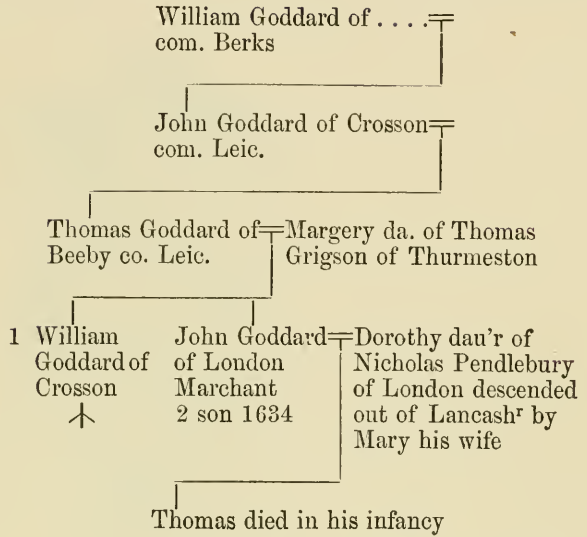 William Goddard of . . . .
com. Berks
John Goddard of Crosson
com. Leic.
Thomas Goddard of
Beeby co. Leic.
Margery da. of Thomas
Grigson of Thurmeston
1 William
Goddard of
Crosson
John Goddard
of London
Marchant
2 son 1634
Dorothy dau'r of
Nicholas Pendlebury
of London descended
out of Lancashʳ by
Mary his wife
Thomas died in his infancy